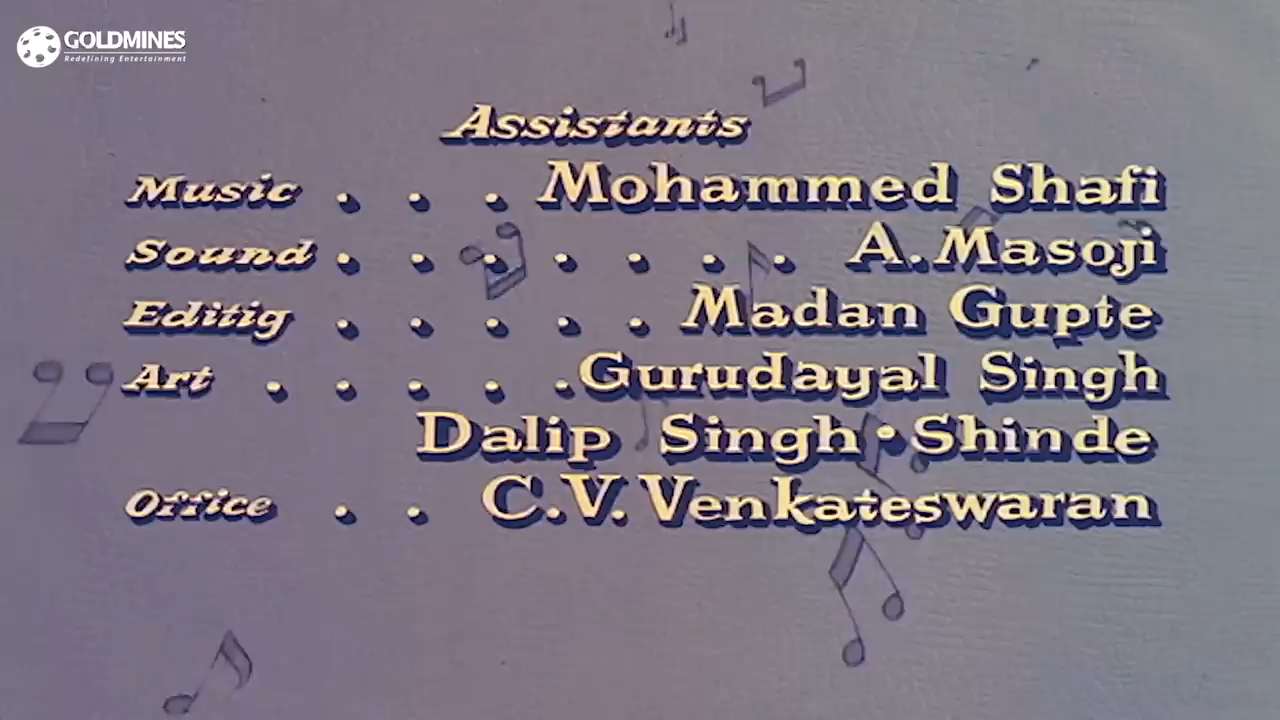 GOLDMINES
Redefining Entertainment
Assistants
Music . . . Mohammed Shafi
Sound . . . . . . . A. Masoji
Editig . . . . . Madan Gupte
Art . . . . . Gurudayal Singh
Dalip Singh • Shinde
Office . . C.V. Venkateswaran